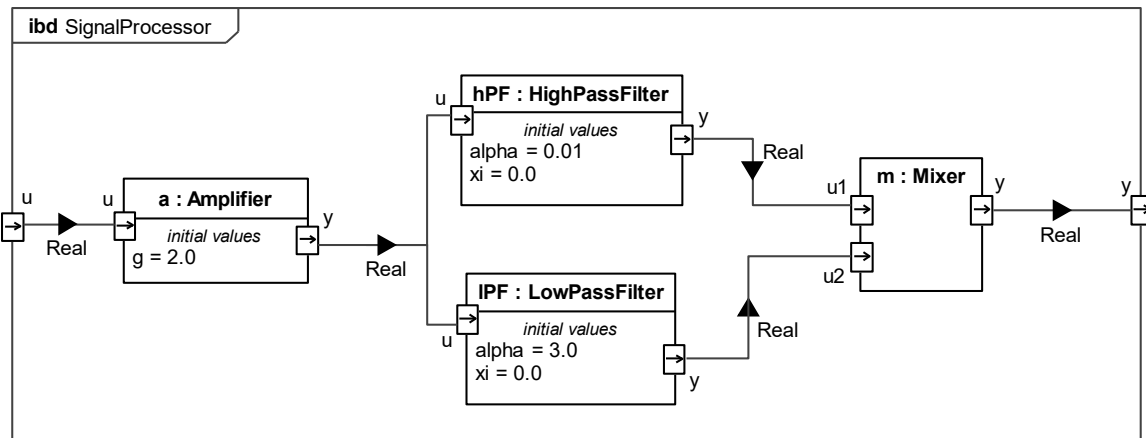 ibd SignalProcessor
u
Real
u
a : Amplifier
initial values
g = 2.0
y
Real
u
hPF : HighPassFilter
initial values
alpha = 0.01
xi = 0.0
y
Real
u
lPF : LowPassFilter
initial values
alpha = 3.0
xi = 0.0
y
Real
u1
u2
m : Mixer
y
Real
y